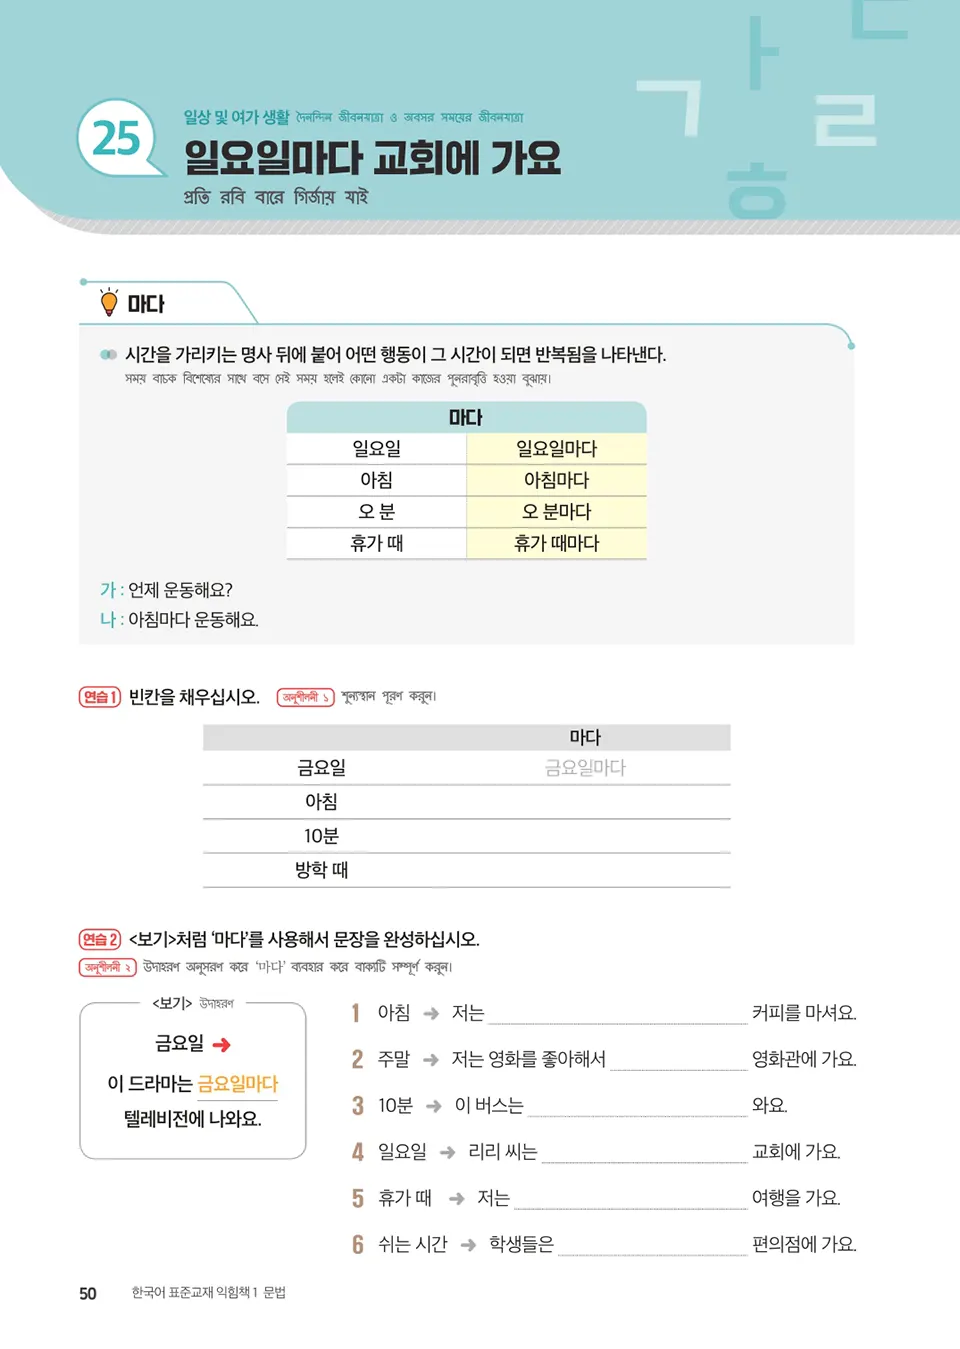 25
일상 및 여가 생활 দৈনন্দিন জীবনযাত্রা ও অবসর সময়ের জীবনযাত্রা
일요일마다 교회에 가요
প্রতি রবি বারে গির্জায় যাই
ㅏ ㄷ ㄱ ㄹ ㅎ
마다
시간을 가리키는 명사 뒤에 붙어 어떤 행동이 그 시간이 되면 반복됨을 나타낸다.
সময় বাচক বিশেষ্যের সাথে বসে সেই সময় হলেই কোনো একটা কাজের পুনরাবৃত্তি হওয়া বুঝায়।
마다
일요일 일요일마다
아침 아침마다
오 분 오 분마다
휴가 때 휴가 때마다
가 : 언제 운동해요?
나 : 아침마다 운동해요.
연습 1 빈칸을 채우십시오. অনুশীলনী ১ শূন্যস্থান পূরণ করুন।
마다
금요일 금요일마다
아침
10분
방학 때
연습 2 <보기>처럼 ‘마다’를 사용해서 문장을 완성하십시오.
অনুশীলনী ২ উদাহরণ অনুসরণ করে ‘마다’ ব্যবহার করে বাক্যটি সম্পূর্ণ করুন।
<보기> উদাহরণ
금요일 ➜
이 드라마는 금요일마다
텔레비전에 나와요.
1 아침 ➜ 저는 ____ 커피를 마셔요.
2 주말 ➜ 저는 영화를 좋아해서 ____ 영화관에 가요.
3 10분 ➜ 이 버스는 ____ 와요.
4 일요일 ➜ 리리 씨는 ____ 교회에 가요.
5 휴가 때 ➜ 저는 ____ 여행을 가요.
6 쉬는 시간 ➜ 학생들은 ____ 편의점에 가요.
50 한국어 표준교재 익힘책 1 문법